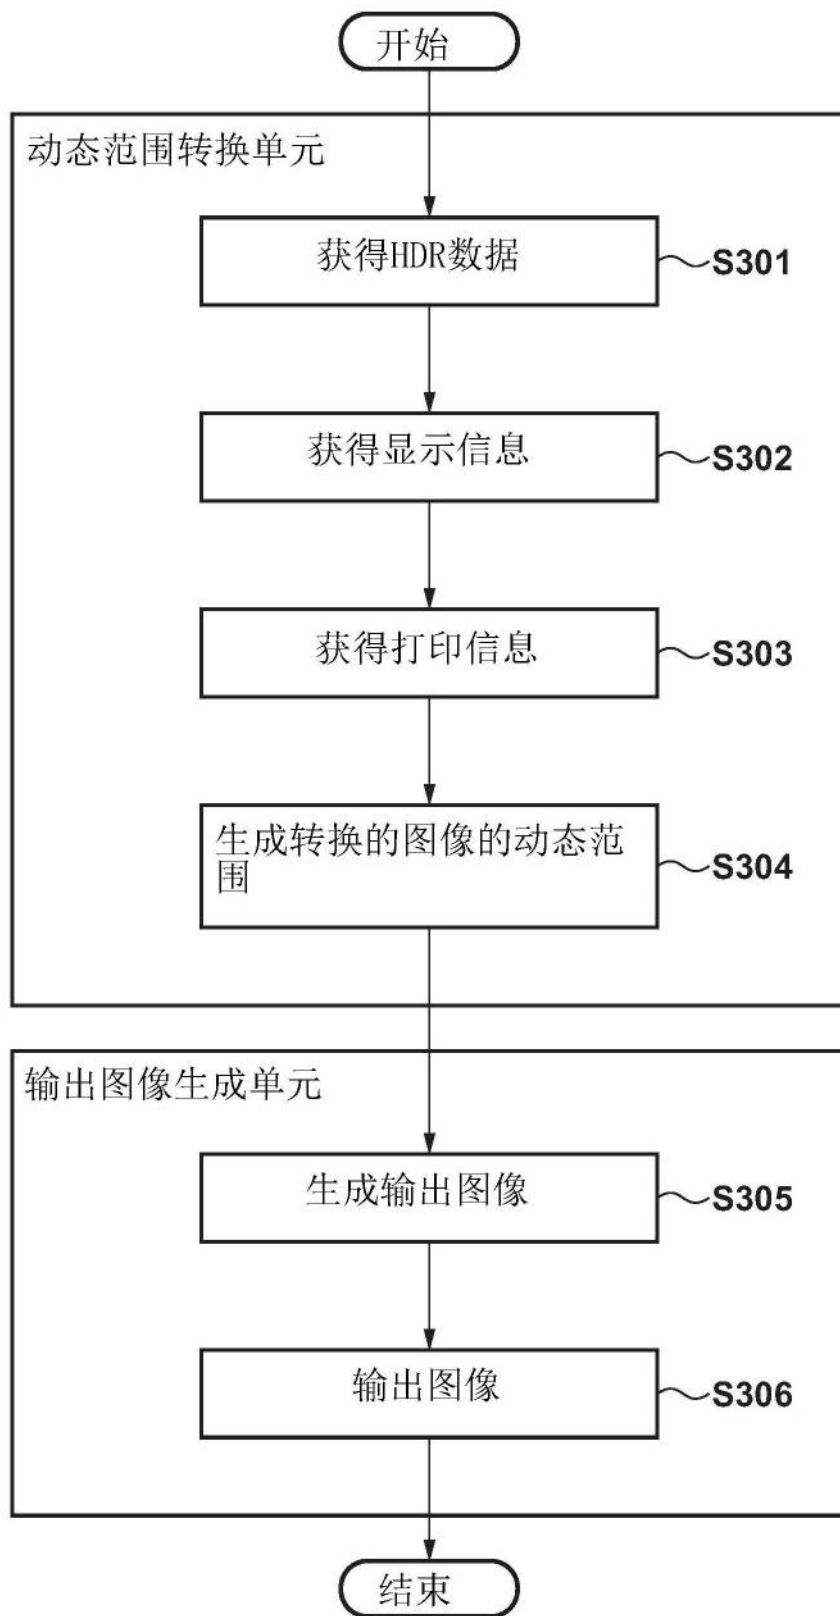 开始
动态范围转换单元
获得HDR数据
S301
获得显示信息
S302
获得打印信息
S303
生成转换的图像的动态范
围
S304
输出图像生成单元
生成输出图像
S305
输出图像
S306
结束